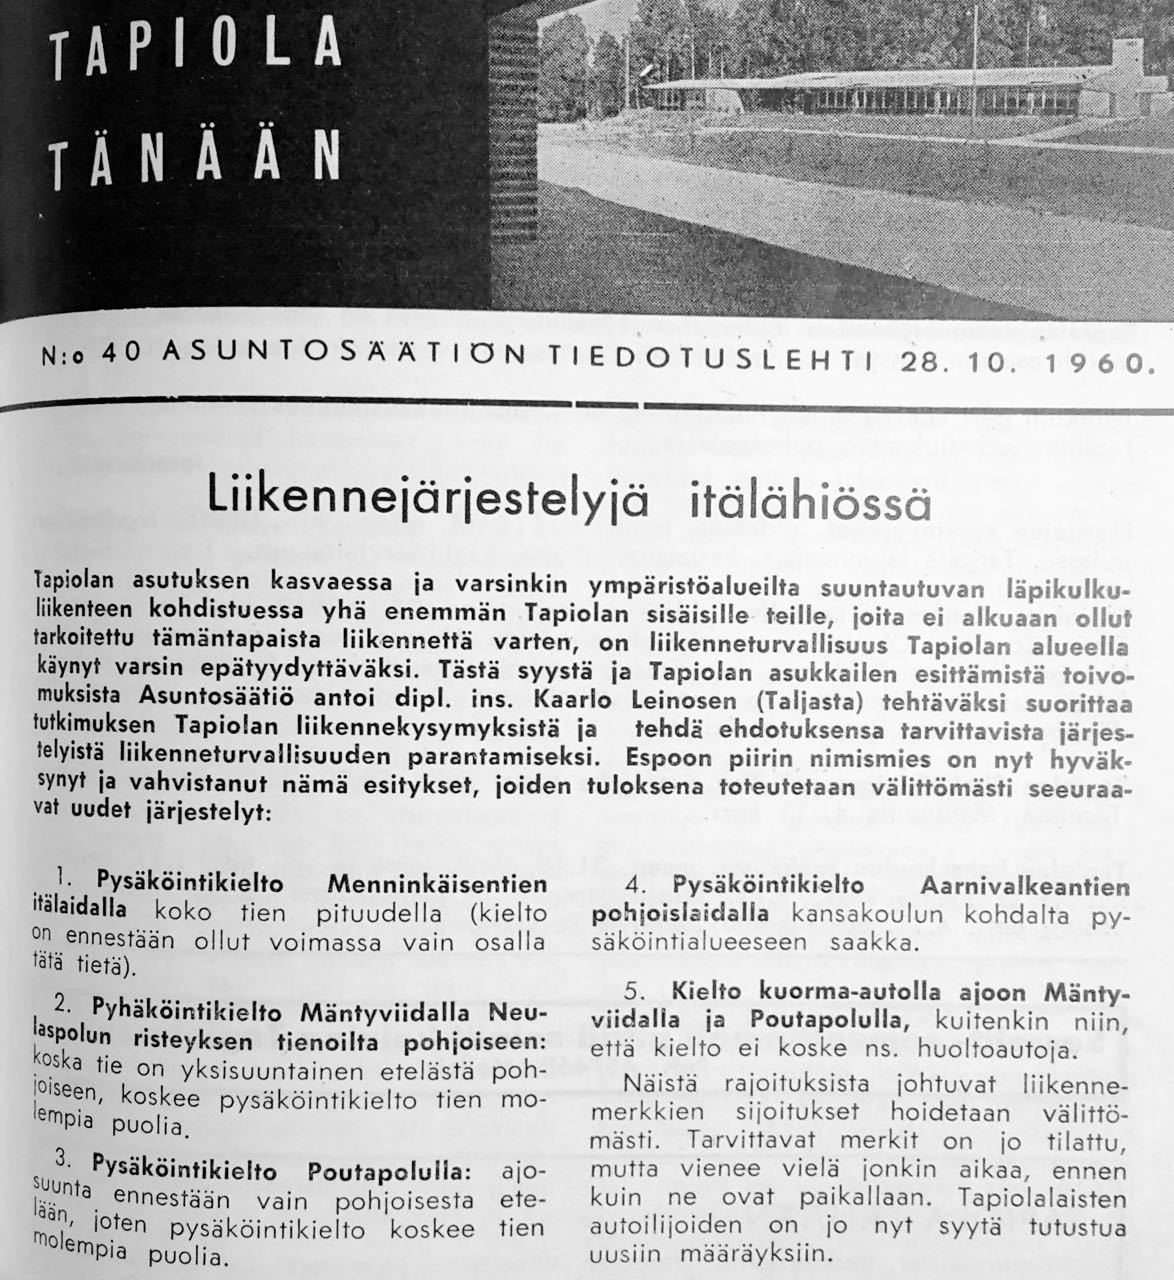 TAPIOLA
TÄNÄÄN
N:o 40 ASUNTOSÄÄTIÖN TIEDOTUSLEHTI 28. 10. 1960.
Liikennejärjestelyjä itälähiössä
Tapiolan asutuksen kasvaessa ja varsinkin ympäristöalueilta suuntautuvan läpikulku-
liikenteen kohdistuessa yhä enemmän Tapiolan sisäisille teille, joita ei alkuaan ollut
tarkoitettu tämäntapaista liikennettä varten, on liikenneturvallisuus Tapiolan alueella
käynyt varsin epätyydyttäväksi. Tästä syystä ja Tapiolan asukkailen esittämistä toivo-
muksista Asuntosäätiö antoi dipl. ins. Kaarlo Leinosen (Taljasta) tehtäväksi suorittaa
tutkimuksen Tapiolan liikennekysymyksistä ja tehdä ehdotuksensa tarvittavista järjes-
telyistä liikenneturvallisuuden parantamiseksi. Espoon piirin nimismies on nyt hyväk-
synyt ja vahvistanut nämä esitykset, joiden tuloksena toteutetaan välittömästi seeuraa-
vat uudet järjestelyt:
1. Pysäköintikielto Menninkäisentien
itälaidalla koko tien pituudella (kielto
on ennestään ollut voimassa vain osalla
tätä tietä).
2. Pyhäköintikielto Mäntyviidalla Neu-
laspolun risteyksen tienoilta pohjoiseen:
koska tie on yksisuuntainen etelästä poh-
joiseen, koskee pysäköintikielto tien mo-
lempia puolia.
3. Pysäköintikielto Poutapolulla: ajo-
suunta ennestään vain pohjoisesta ete-
lään, joten pysäköintikielto koskee tien
molempia puolia.
4. Pysäköintikielto Aarnivalkeantien
pohjoislaidalla kansakoulun kohdalta py-
säköintialueeseen saakka.
5. Kielto kuorma-autolla ajoon Mänty-
viidalla ja Poutapolulla, kuitenkin niin,
että kielto ei koske ns. huoltoautoja.
Näistä rajoituksista johtuvat liikenne-
merkkien sijoitukset hoidetaan välittö-
mästi. Tarvittavat merkit on jo tilattu,
mutta vienee vielä jonkin aikaa, ennen
kuin ne ovat paikallaan. Tapiolalaisten
autoilijoiden on jo nyt syytä tutustua
uusiin määräyksiin.